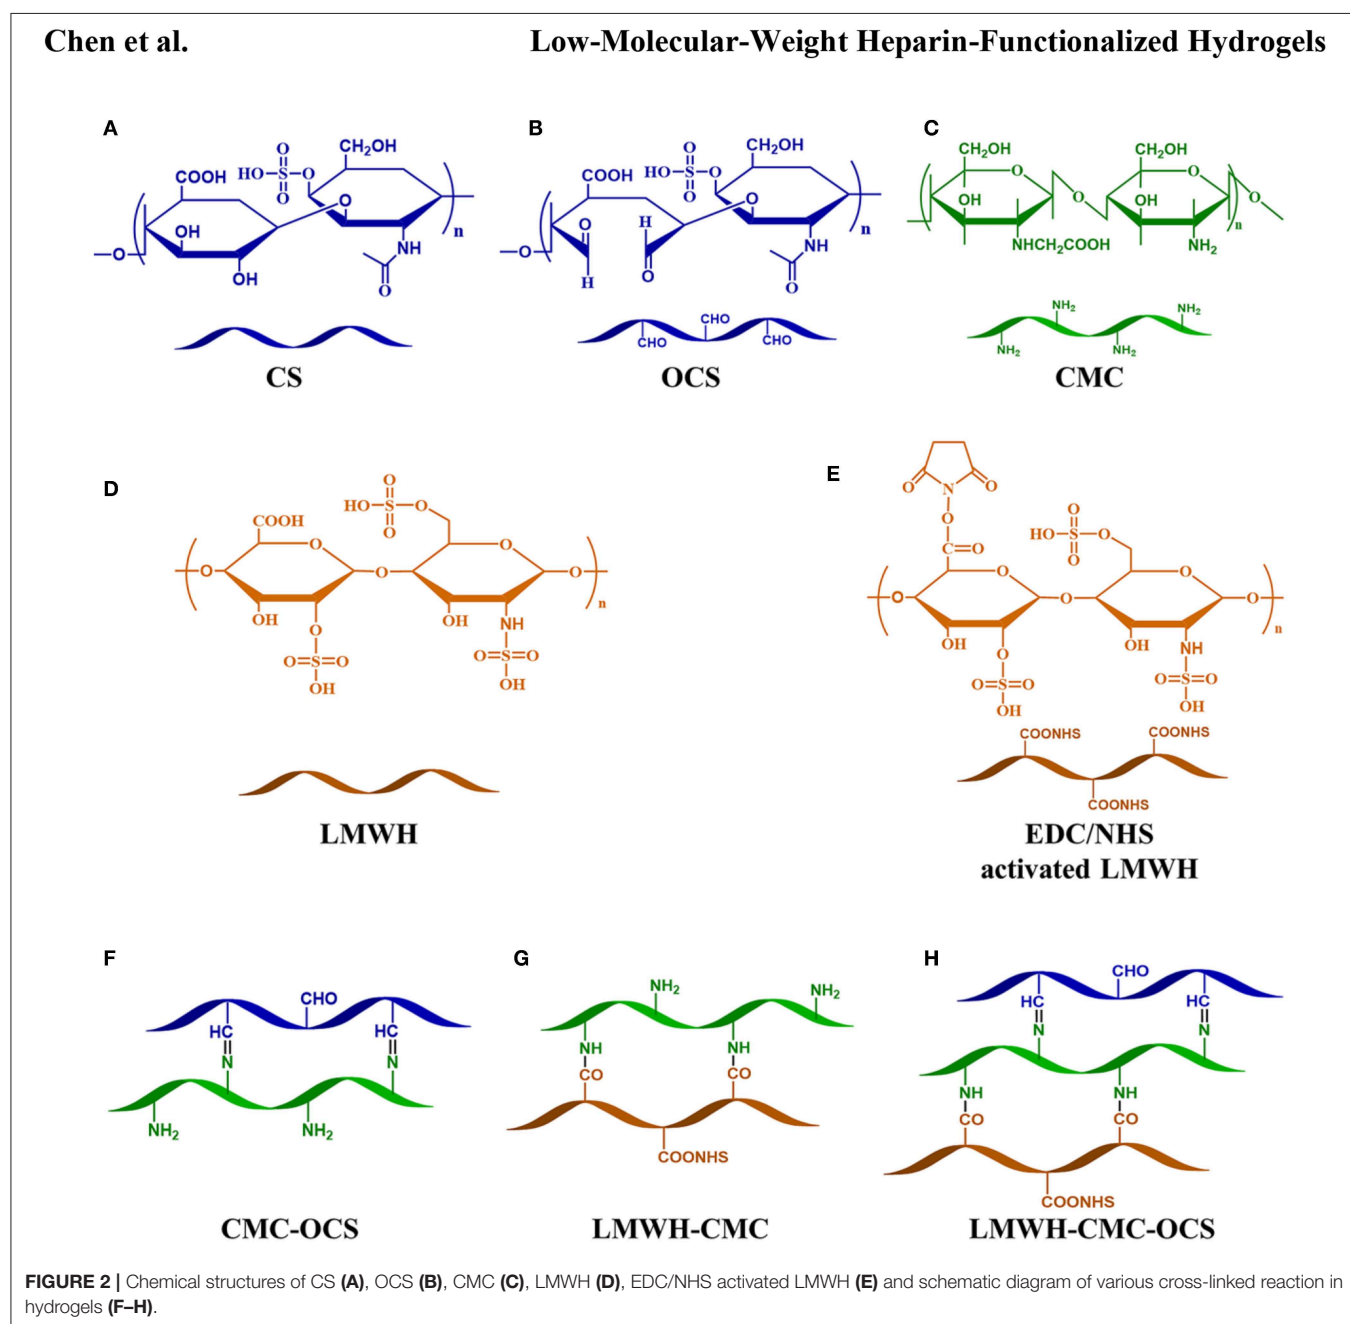 Chen et al. Low-Molecular-Weight Heparin-Functionalized Hydrogels
A B C
O
HO-S-O
O
CH₂OH
COOH
O
OH
OH
NH
O
O
n
O
HO-S-O
O
CH₂OH
COOH
O
O
H
H
O
NH
O
O
n
CH₂OH
O
OH
NHCH₂COOH
O
CH₂OH
O
OH
NH₂
n
O
CHO
CHO
CHO
NH₂
NH₂
NH₂
NH₂
CS OCS CMC
D
E
O
HO-S-O
O
COOH
O
O
O
OH
O
O
OH
NH
O
n
O=S=O
OH
O=S=O
OH
O
N
O
O
C=O
O
HO-S-O
O
O
O
O
O
OH
O
OH
NH
O
n
O=S=O
OH
O=S=O
OH
COONHS
COONHS
COONHS
LMWH
EDC/NHS
activated LMWH
F G H
CHO
HC
HC
N
N
NH₂
NH₂
NH₂
NH₂
NH
NH
CO
CO
COONHS
CHO
HC
HC
N
N
NH
NH
CO
CO
COONHS
CMC-OCS LMWH-CMC LMWH-CMC-OCS
FIGURE 2 | Chemical structures of CS (A), OCS (B), CMC (C), LMWH (D), EDC/NHS activated LMWH (E) and schematic diagram of various cross-linked reaction in
hydrogels (F–H).